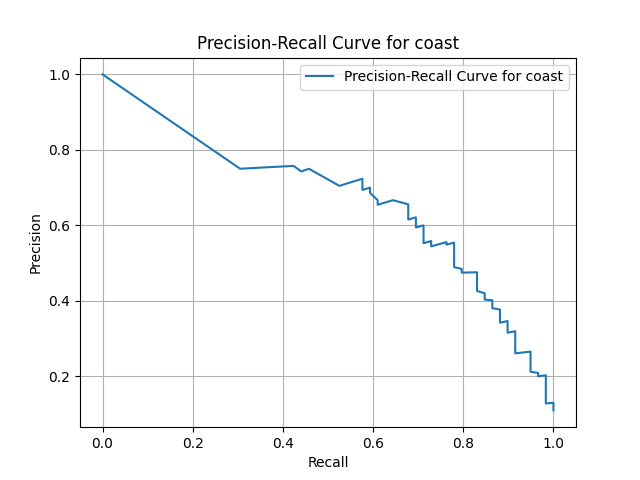 Precision-Recall Curve for coast
Precision-Recall Curve for coast
1.0
0.8
0.6
0.4
0.2
Precision
0.0 0.2 0.4 0.6 0.8 1.0
Recall